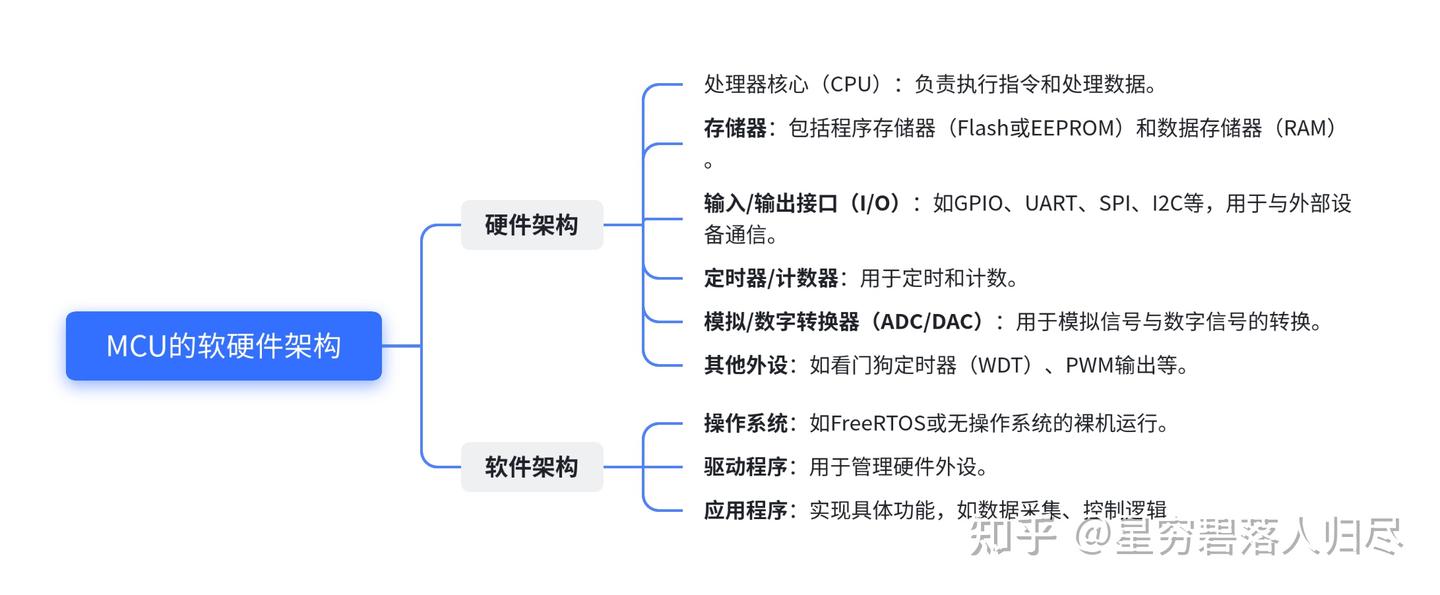 处理器核心（CPU）：负责执行指令和处理数据。
存储器：包括程序存储器（Flash或EEPROM）和数据存储器（RAM）
。
输入/输出接口（I/O）：如GPIO、UART、SPI、I2C等，用于与外部设
备通信。
硬件架构
定时器/计数器：用于定时和计数。
模拟/数字转换器（ADC/DAC）：用于模拟信号与数字信号的转换。
MCU的软硬件架构
其他外设：如看门狗定时器（WDT）、PWM输出等。
操作系统：如FreeRTOS或无操作系统的裸机运行。
软件架构
驱动程序：用于管理硬件外设。
应用程序：实现具体功能，如数据采集、控制逻辑
知乎 @星穷碧落人归尽